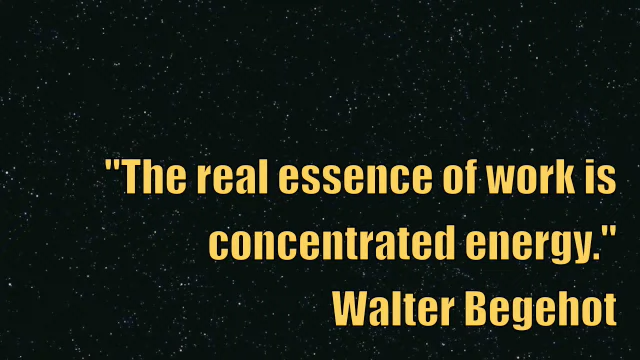 "The real essence of work is
concentrated energy."
Walter Begehot